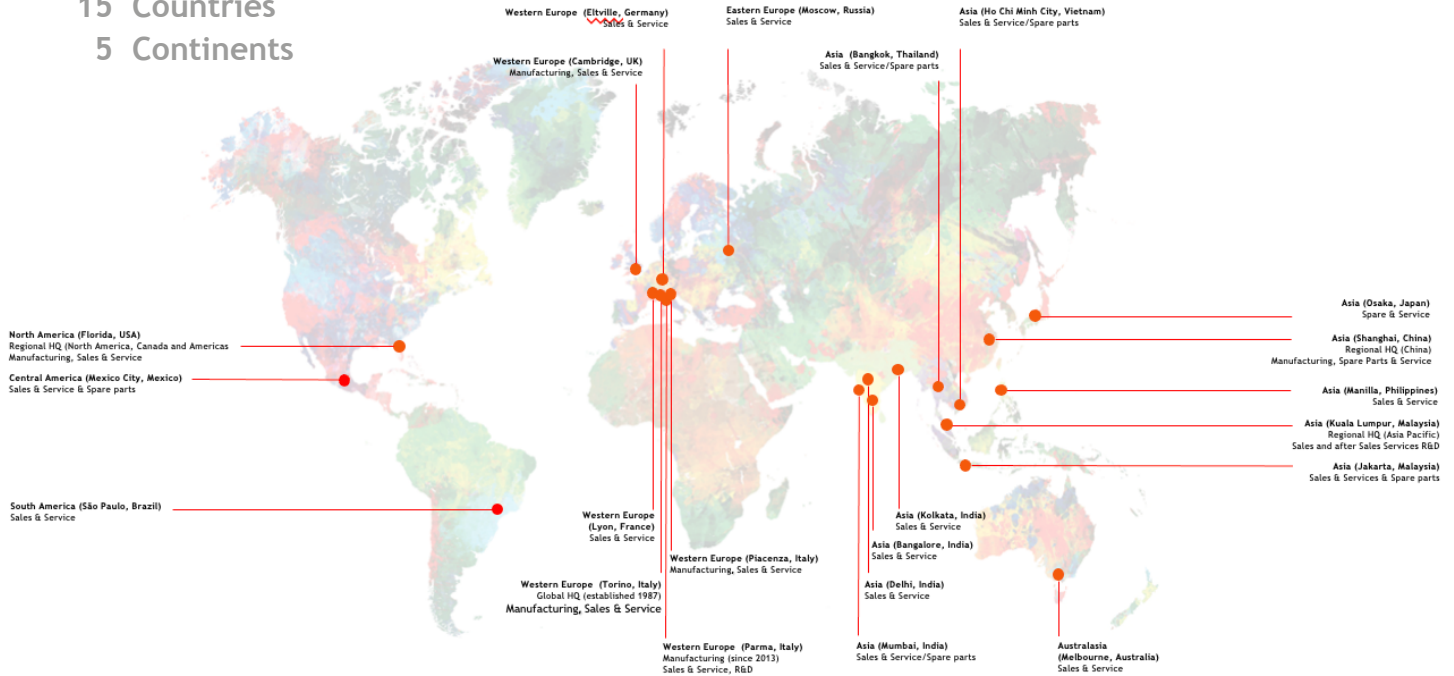 15 Countries
5 Continents
Western Europe (Eltville, Germany)
Sales & Service
Eastern Europe (Moscow, Russia)
Sales & Service
Asia (Ho Chi Minh City, Vietnam)
Sales & Service/Spare parts
Western Europe (Cambridge, UK)
Manufacturing, Sales & Service
Asia (Bangkok, Thailand)
Sales & Service/Spare parts
North America (Florida, USA)
Regional HQ (North America, Canada and Americas
Manufacturing, Sales & Service
Central America (Mexico City, Mexico)
Sales & Service & Spare parts
South America (São Paulo, Brazil)
Sales & Service
Asia (Osaka, Japan)
Spare & Service
Asia (Shanghai, China)
Regional HQ (China)
Manufacturing, Spare Parts & Service
Asia (Manilla, Philippines)
Sales & Service
Asia (Kuala Lumpur, Malaysia)
Regional HQ (Asia Pacific)
Sales and after Sales Services R&D
Asia (Jakarta, Malaysia)
Sales & Services & Spare parts
Western Europe
(Lyon, France)
Sales & Service
Western Europe (Piacenza, Italy)
Manufacturing, Sales & Service
Western Europe (Torino, Italy)
Global HQ (established 1987)
Manufacturing, Sales & Service
Western Europe (Parma, Italy)
Manufacturing (since 2013)
Sales & Service, R&D
Asia (Kolkata, India)
Sales & Service
Asia (Bangalore, India)
Sales & Service
Asia (Delhi, India)
Sales & Service
Asia (Mumbai, India)
Sales & Service/Spare parts
Australasia
(Melbourne, Australia)
Sales & Service